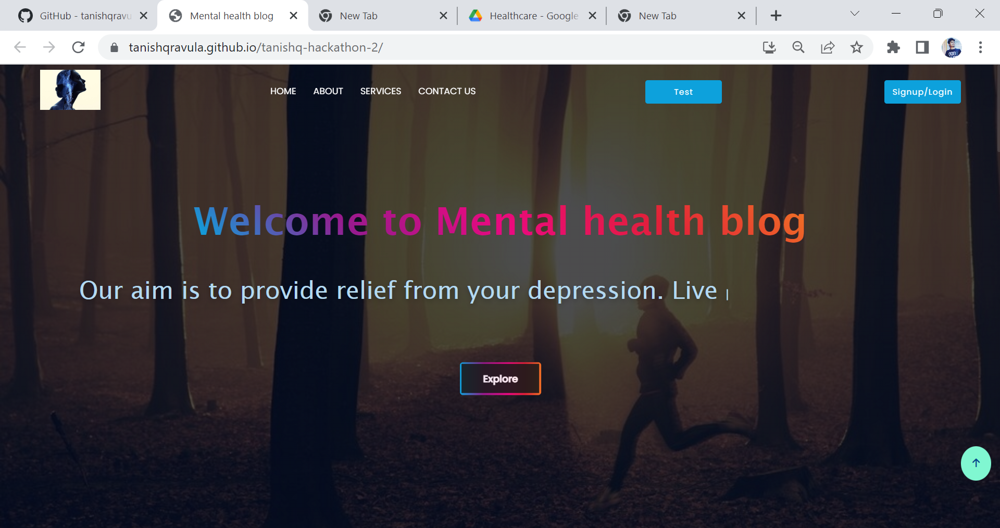 GitHub - tanishqravu
Mental health blog
New Tab
Healthcare - Google
New Tab
tanishqravula.github.io/tanishq-hackathon-2/
HOME ABOUT SERVICES CONTACT US
Test
Signup/Login
Welcome to Mental health blog
Our aim is to provide relief from your depression. Live |
Explore